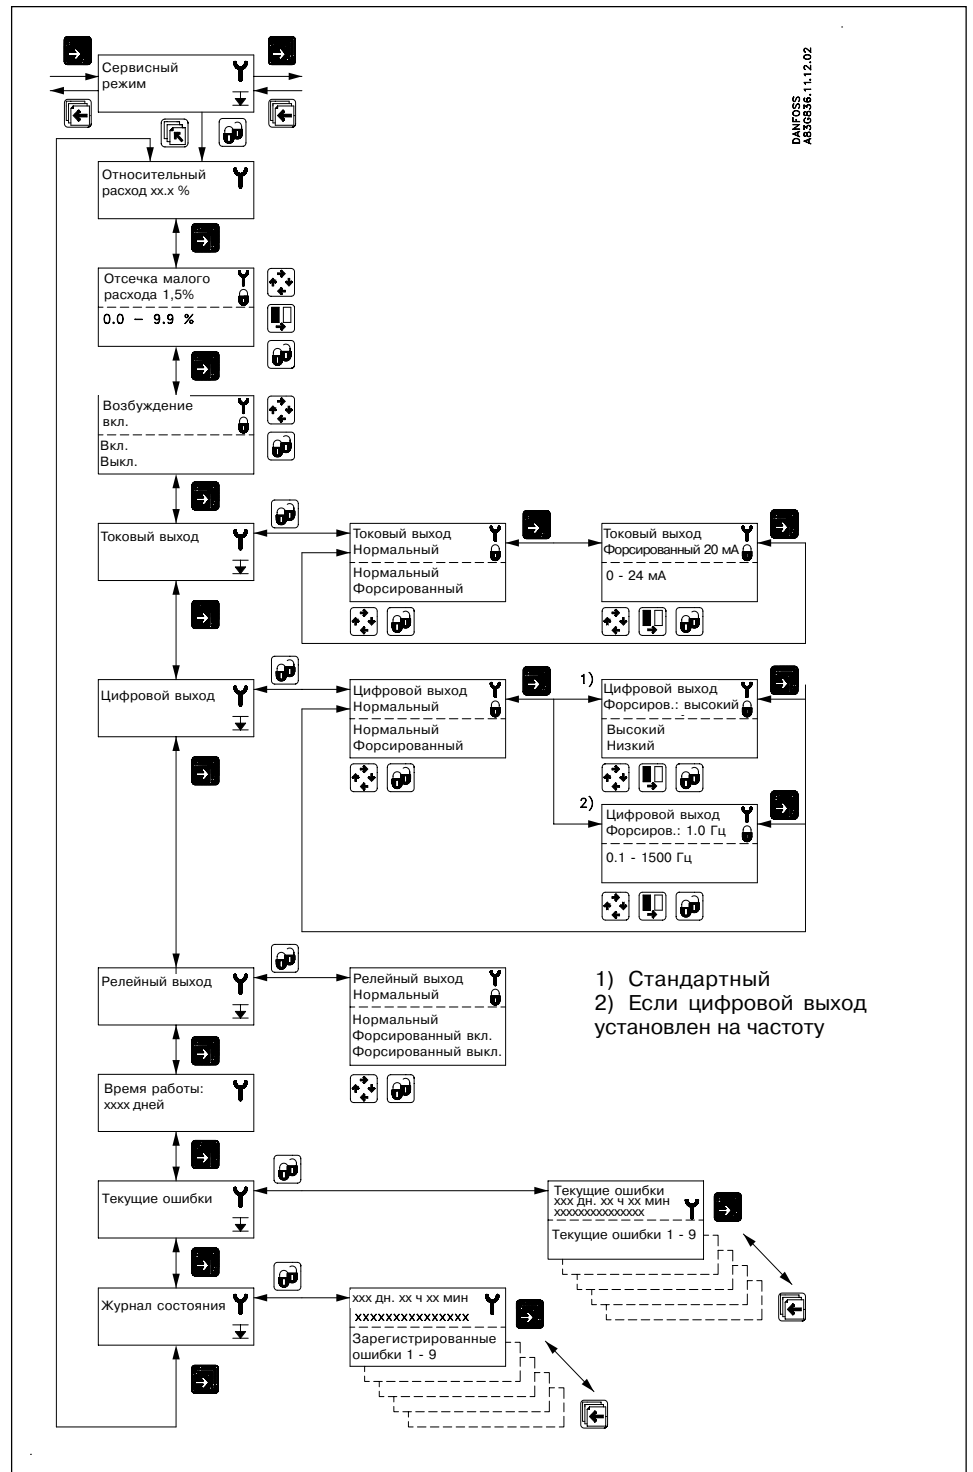 DANFOSS
A83G836.11.12.02
Сервисный
режим
Относительный
расход xx.x %
Отсечка малого
расхода 1,5%
0.0 – 9.9 %
Возбуждение
вкл.
Вкл.
Выкл.
Токовый выход
Токовый выход
Нормальный
Нормальный
Форсированный
Токовый выход
Форсированный 20 мА
0 - 24 мА
Цифровой выход
Цифровой выход
Нормальный
Нормальный
Форсированный
1)
Цифровой выход
Форсиров.: высокий
Высокий
Низкий
2)
Цифровой выход
Форсиров.: 1.0 Гц
0.1 - 1500 Гц
Релейный выход
Релейный выход
Нормальный
Нормальный
Форсированный вкл.
Форсированный выкл.
1) Стандартный
2) Если цифровой выход
установлен на частоту
Время работы:
xxxx дней
Текущие ошибки
Текущие ошибки
xxx дн. xx ч xx мин
xxxxxxxxxxxxxxx
Текущие ошибки 1 - 9
Журнал состояния
xxx дн. xx ч xx мин
xxxxxxxxxxxxxxx
Зарегистрированные
ошибки 1 - 9